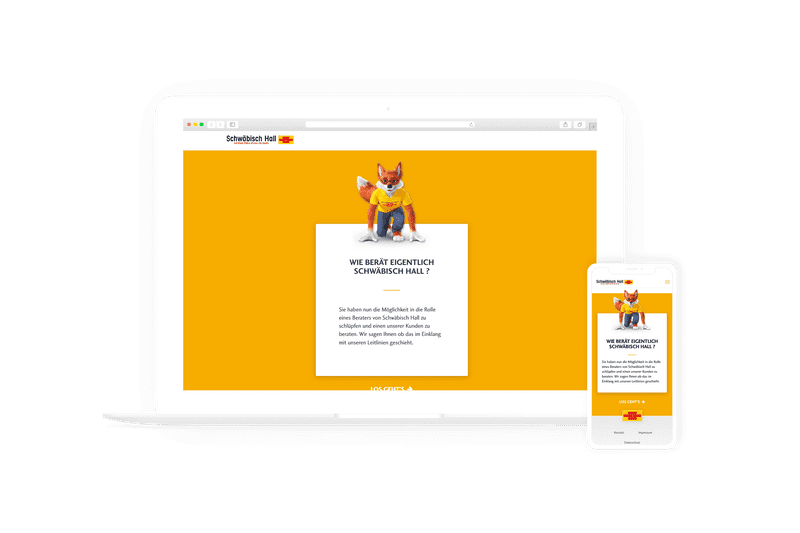 Schwäbisch Hall
WIE BERÄT EIGENTLICH
SCHWÄBISCH HALL ?
Sie haben nun die Möglichkeit in die Rolle
eines Beraters von Schwäbisch Hall zu
schlüpfen und einen unserer Kunden zu
beraten. Wir sagen Ihnen ob das im Einklang
mit unseren Leitlinien geschieht.
LOS GEHT'S
Schwäbisch Hall
WIE BERÄT EIGENTLICH
SCHWÄBISCH HALL ?
Sie haben nun die Möglichkeit in die Rolle
eines Beraters von Schwäbisch Hall zu
schlüpfen und einen unserer Kunden zu
beraten. Wir sagen Ihnen ob das im
Einklang mit unseren Leitlinien geschieht.
LOS GEHT'S
Kontakt Impressum
Datenschutz